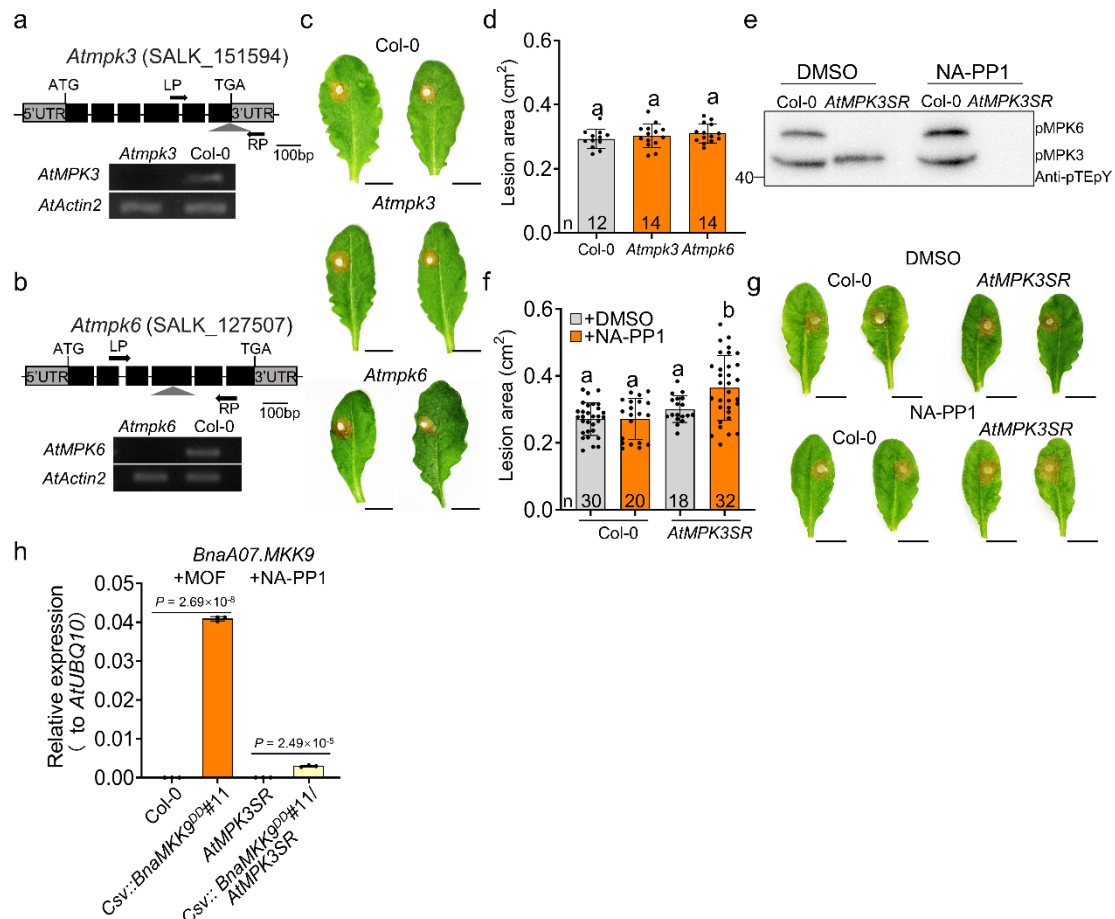 a
Atmpk3 (SALK_151594)
ATG LP TGA
5'UTR 3'UTR
RP 100bp
Atmpk3 Col-0
AtMPK3
AtActin2
b
Atmpk6 (SALK_127507)
ATG LP TGA
5'UTR 3'UTR
RP 100bp
Atmpk6 Col-0
AtMPK6
AtActin2
c
Col-0
Atmpk3
Atmpk6
d
Lesion area (cm²)
0.6
0.4
0.2
0.0
a a a
n 12 14 14
Col-0 Atmpk3 Atmpk6
e
DMSO NA-PP1
Col-0 AtMPK3SR Col-0 AtMPK3SR
pMPK6
pMPK3
40 Anti-pTEpY
f
Lesion area (cm²)
0.6
0.4
0.2
0.0
+DMSO
+NA-PP1
a a a b
n 30 20 18 32
Col-0 AtMPK3SR
g
DMSO
Col-0 AtMPK3SR
NA-PP1
Col-0 AtMPK3SR
h
BnaA07.MKK9
+MOF +NA-PP1
P = 2.69×10⁻⁸
P = 2.49×10⁻⁵
Relative expression
( to AtUBQ10)
0.05
0.04
0.03
0.02
0.01
0.00
Col-0
Csv::BnaMKK9ᴰᴰ#11
AtMPK3SR
Csv:: BnaMKK9ᴰᴰ#11/
AtMPK3SR